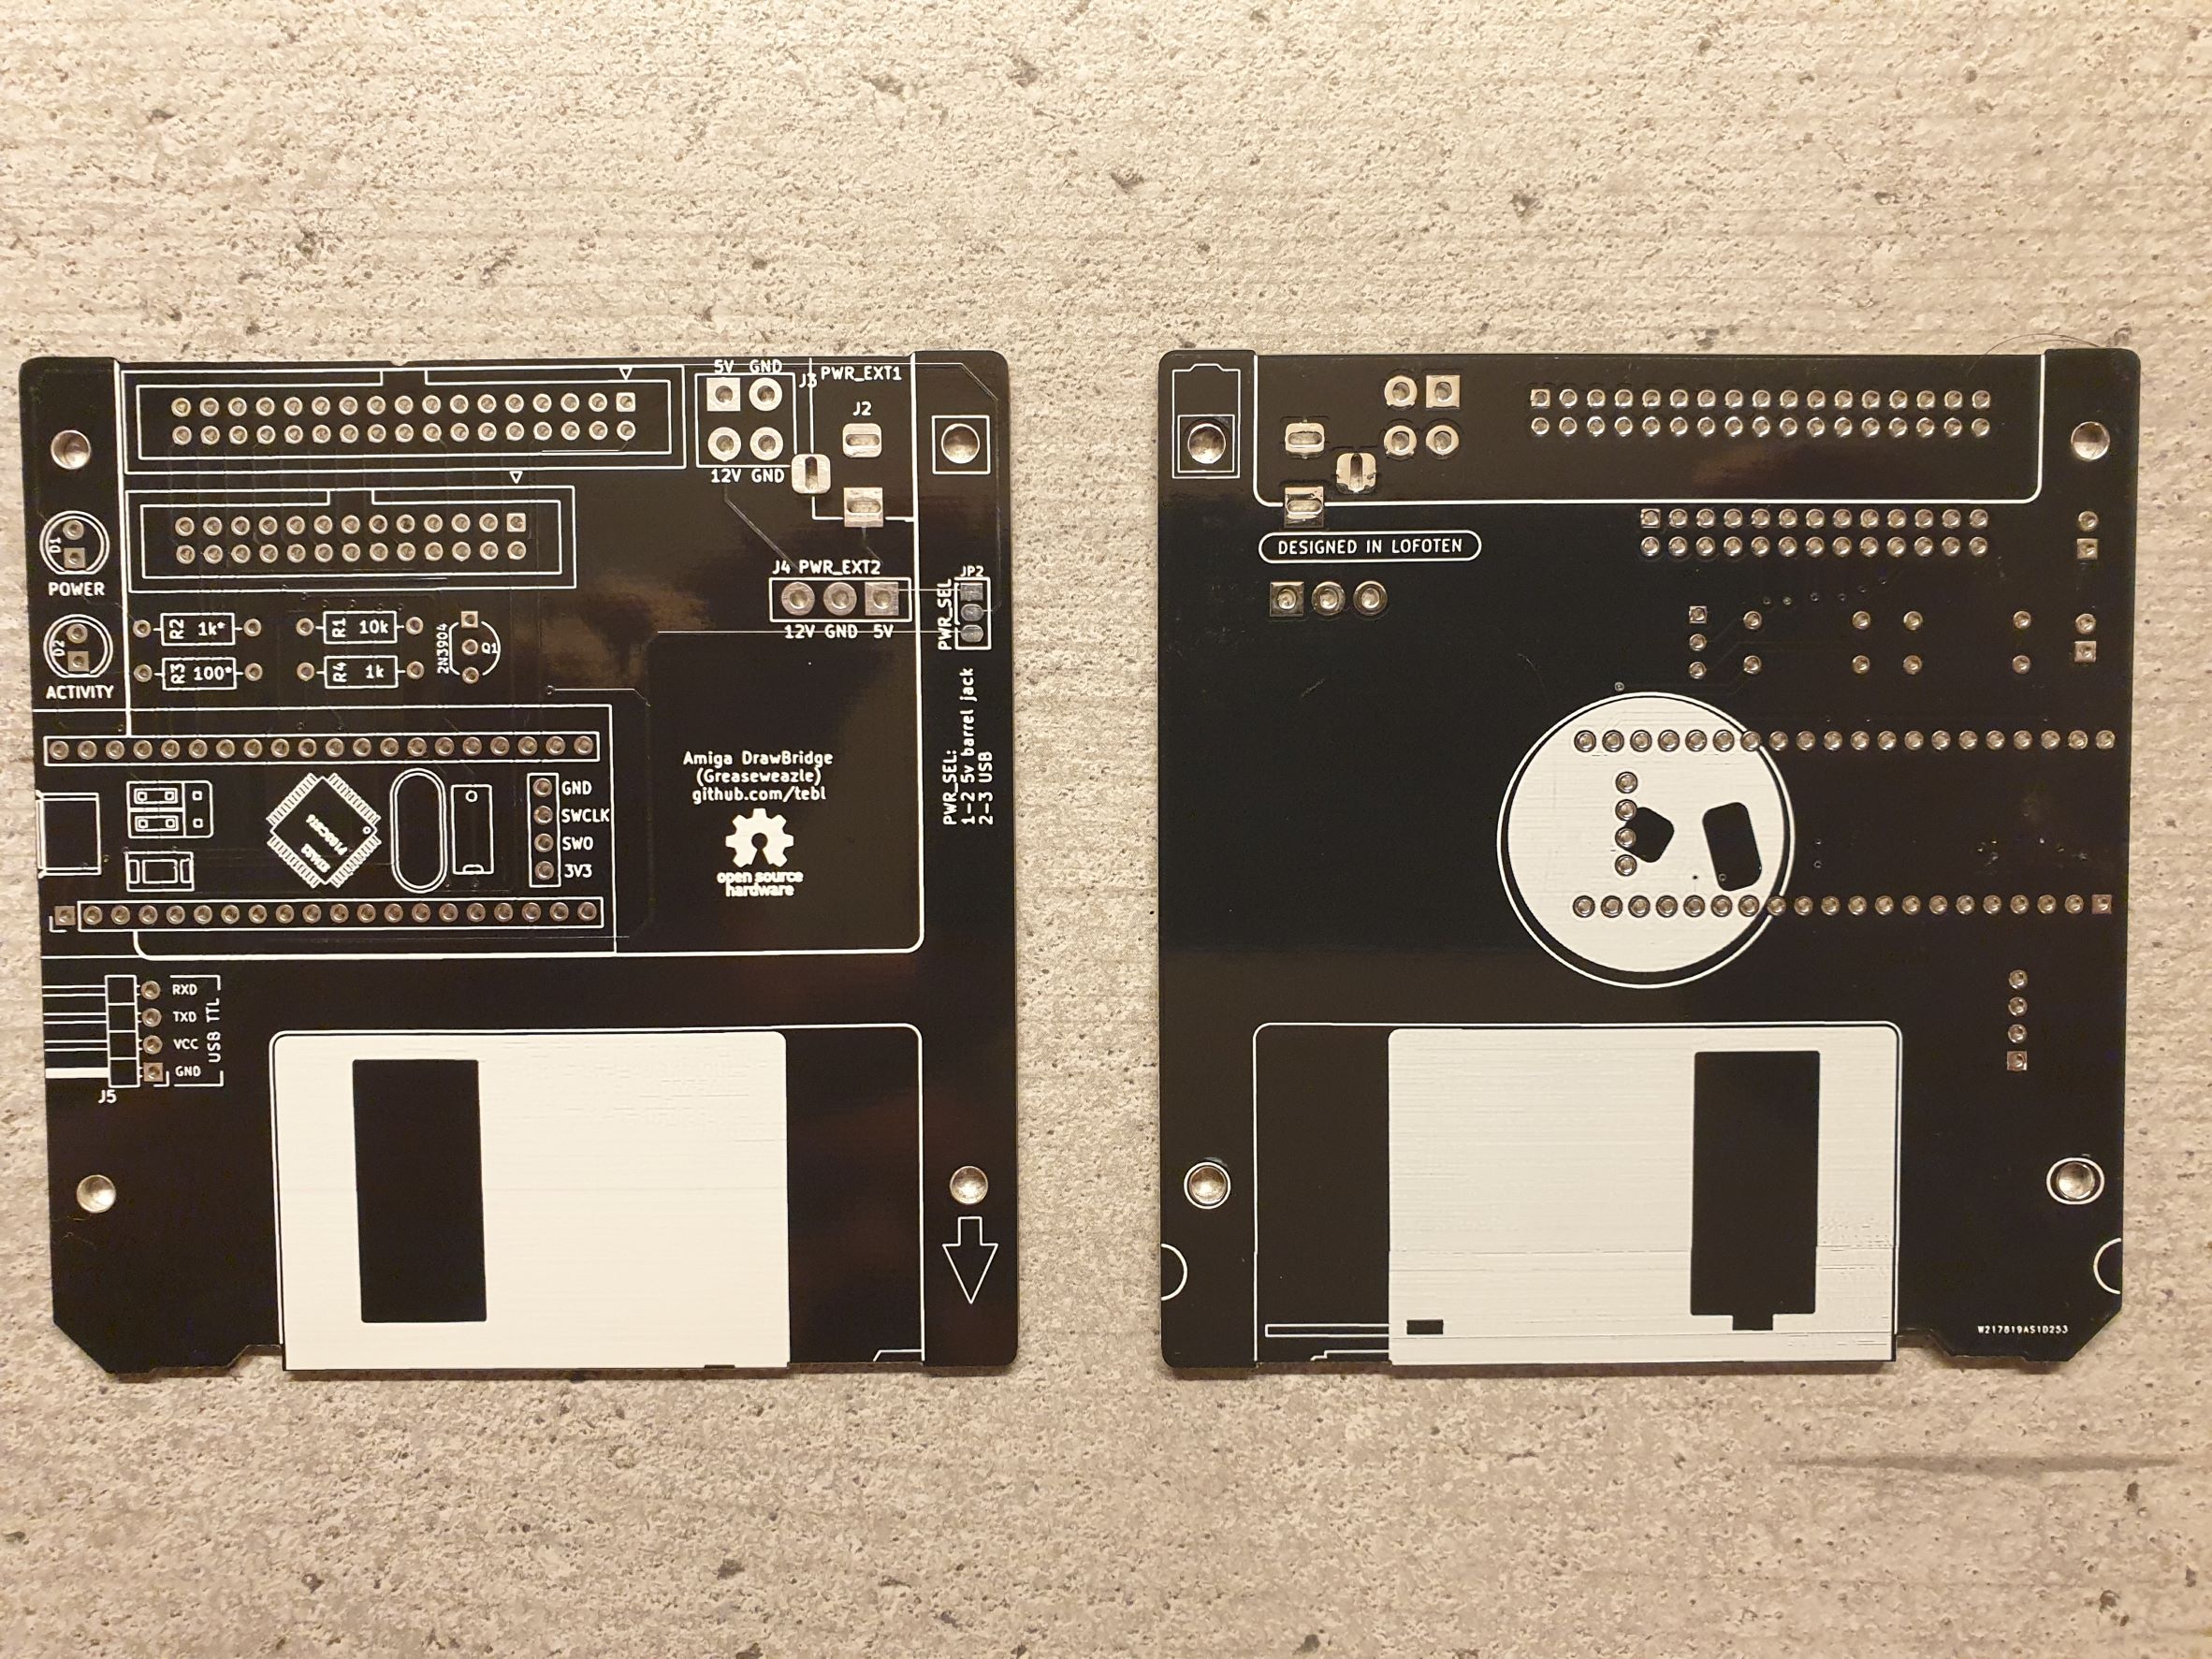 5V GND
J3
PWR_EXT1
J2
12V GND
D1
POWER
J4 PWR_EXT2
JP2
PWR_SEL
12V GND 5V
R2 1k*
R1 10k
2N3904
Q1
D2
R3 100*
R4 1k
ACTIVITY
PWR_SEL:
1-2 5v barrel jack
2-3 USB
Amiga DrawBridge
(Greaseweazle)
github.com/tebl
open source
hardware
GND
SWCLK
SWO
3V3
RXD
TXD
VCC
GND
USB TTL
J5
DESIGNED IN LOFOTEN
W217819AS1D253